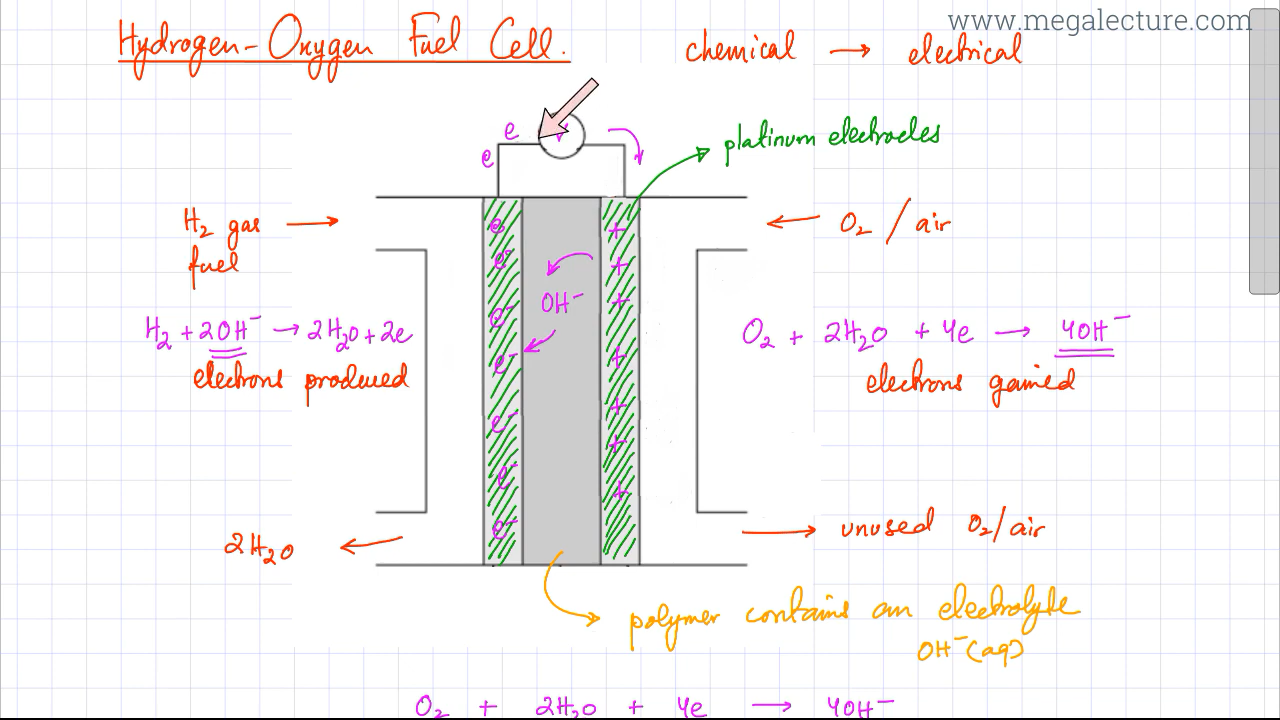 www.megalecture.com
Hydrogen-Oxygen Fuel Cell.
chemical → electrical
e
e
V
platinum electrodes
H₂ gas →
fuel
← O₂ / air
e⁻
e⁻
e⁻
e⁻
e⁻
e⁻
e⁻
+
+
+
+
+
+
+
OH⁻
H₂ + 2OH⁻ → 2H₂O + 2e
electrons produced
O₂ + 2H₂O + 4e → 4OH⁻
electrons gained
2H₂O ←
→ unused O₂/air
polymer contains an electrolyte
OH⁻(aq)
O₂ + 2H₂O + 4e → 4OH⁻